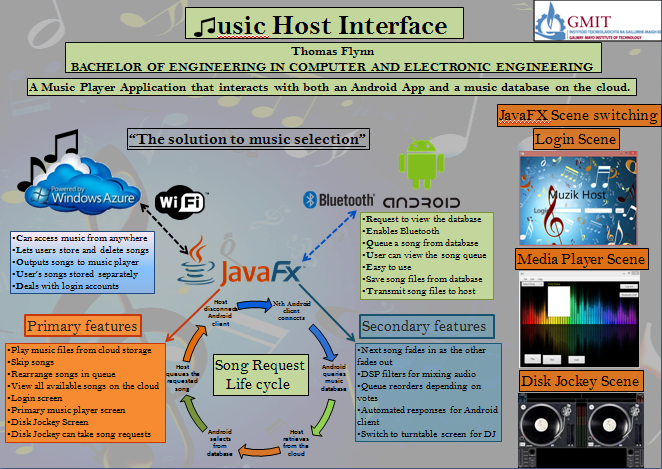 ♫usic Host Interface
GMIT
GALWAY-MAYO INSTITUTE OF TECHNOLOGY
Thomas Flynn
BACHELOR OF ENGINEERING IN COMPUTER AND ELECTRONIC ENGINEERING
A Music Player Application that interacts with both an Android App and a music database on the cloud.
JavaFX Scene switching
“The solution to music selection”
Login Scene
Powered by
Windows Azure
WiFi
Bluetooth
ANDROID
Muzik Host
Login
•Can access music from anywhere
•Lets users store and delete songs
•Outputs songs to music player
•User's songs stored separately
•Deals with login accounts
Java
JavaFX
•Request to view the database
•Enables Bluetooth
•Queue a song from database
•User can view the song queue
•Easy to use
•Save song files from database
•Transmit song files to host
Media Player Scene
Primary features
•Play music files from cloud storage
•Skip songs
•Rearrange songs in queue
•View all available songs on the cloud
•Login screen
•Primary music player screen
•Disk Jockey Screen
•Disk Jockey can take song requests
Song Request
Life cycle
Host
disconnects
Android
client
Nth Android
client
connects
Android
queries
music
database
Host
retrieves
from the
cloud
Android
selects
from
database
Host
queues the
requested
song
Secondary features
•Next song fades in as the other
fades out
•DSP filters for mixing audio
•Queue reorders depending on
votes
•Automated responses for Android
client
•Switch to turntable screen for DJ
Disk Jockey Scene